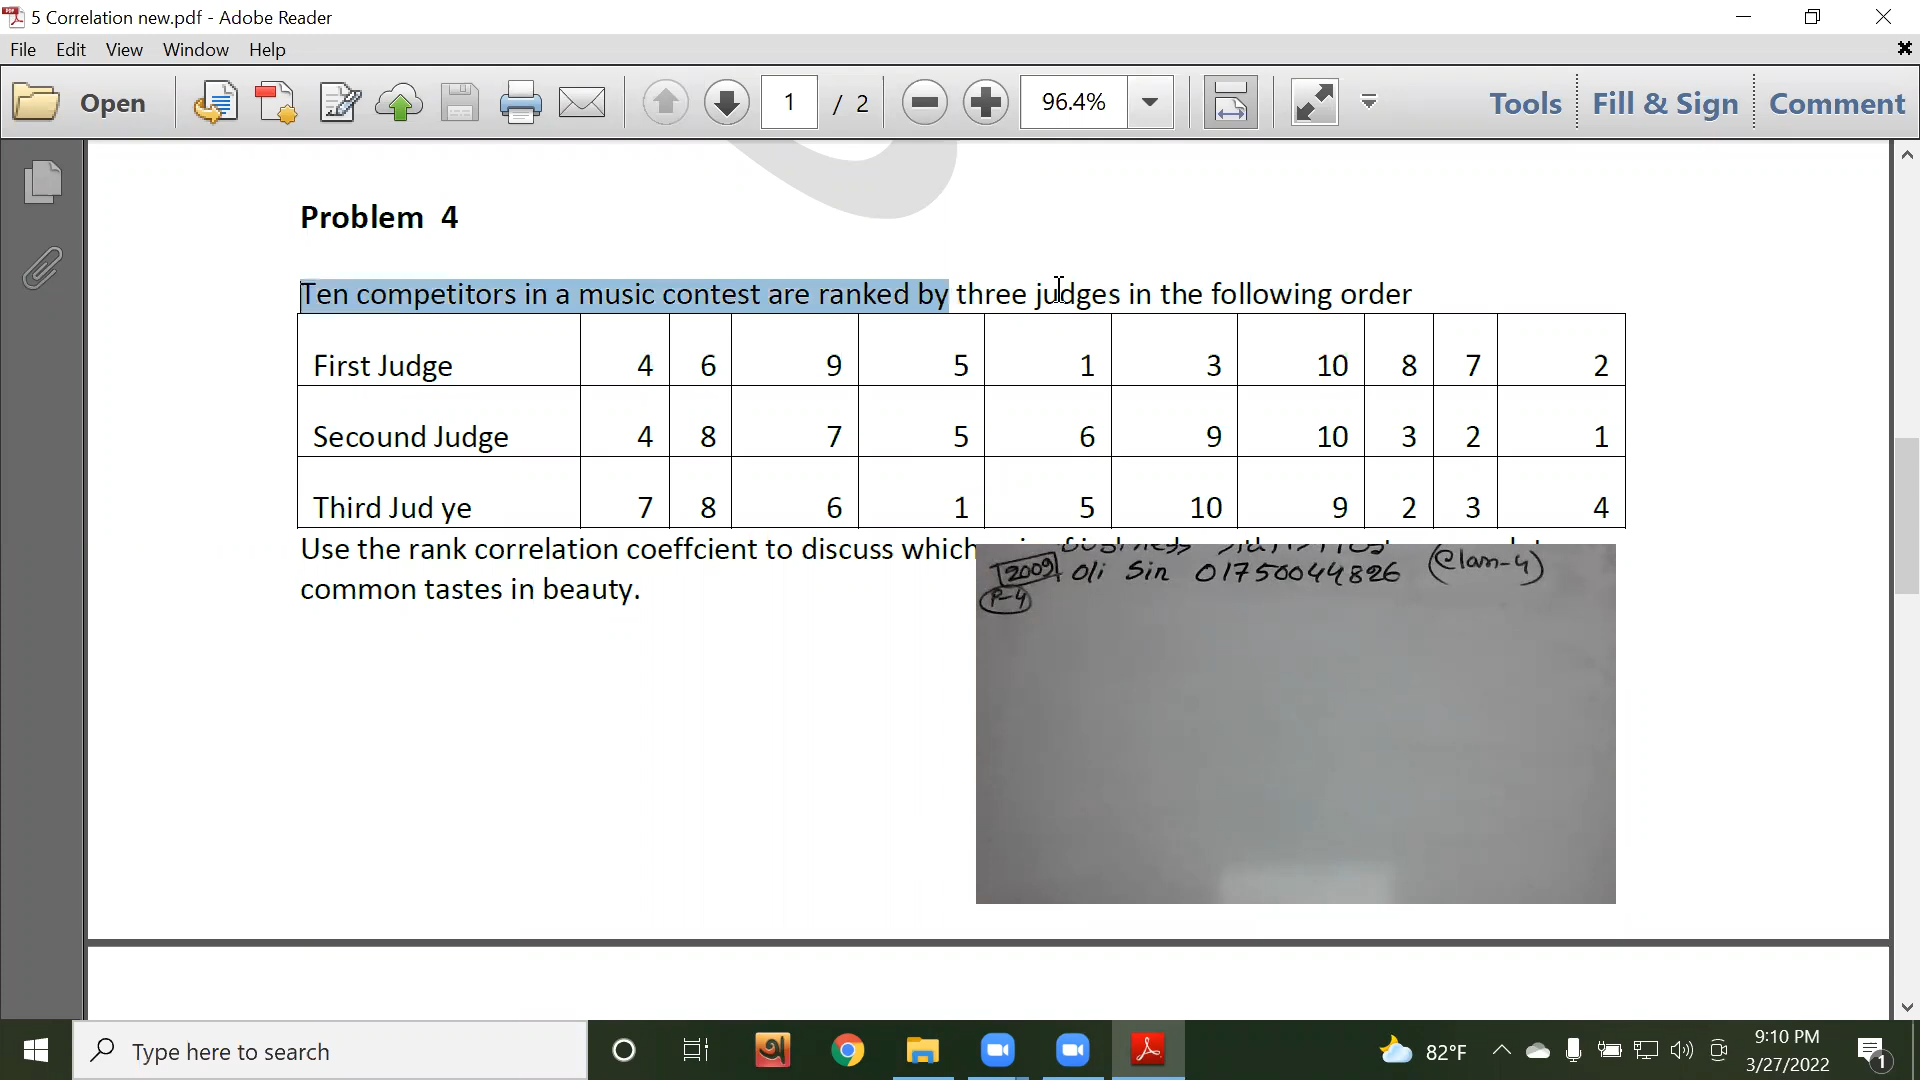 5 Correlation new.pdf - Adobe Reader
File Edit View Window Help
Open 1 / 2 96.4% Tools Fill & Sign Comment
Problem 4
Ten competitors in a music contest are ranked by three judges in the following order
First Judge 4 6 9 5 1 3 10 8 7 2
Secound Judge 4 8 7 5 6 9 10 3 2 1
Third Jud ye 7 8 6 1 5 10 9 2 3 4
Use the rank correlation coeffcient to discuss which
common tastes in beauty.
2009 Oli Sir 01750044826 (Class-4)
P-4
Type here to search
82°F
9:10 PM
3/27/2022
1